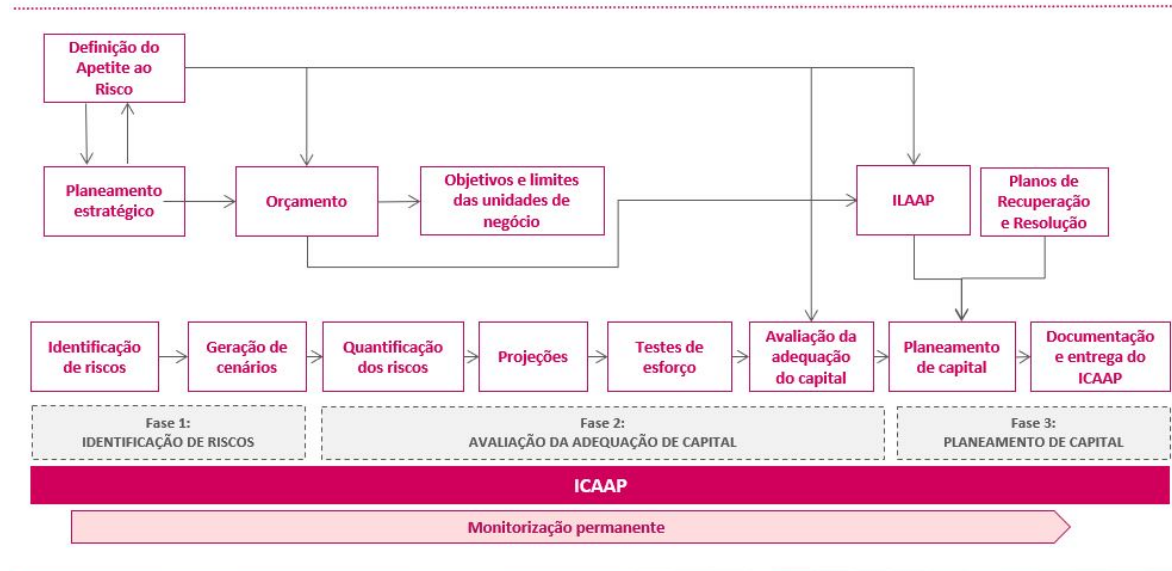 Definição do
Apetite ao
Risco
Planeamento
estratégico
Orçamento
Objetivos e limites
das unidades de
negócio
ILAAP
Planos de
Recuperação
e Resolução
Identificação
de riscos
Geração de
cenários
Quantificação
dos riscos
Projeções
Testes de
esforço
Avaliação da
adequação
do capital
Planeamento
de capital
Documentação
e entrega do
ICAAP
Fase 1:
IDENTIFICAÇÃO DE RISCOS
Fase 2:
AVALIAÇÃO DA ADEQUAÇÃO DE CAPITAL
Fase 3:
PLANEAMENTO DE CAPITAL
ICAAP
Monitorização permanente